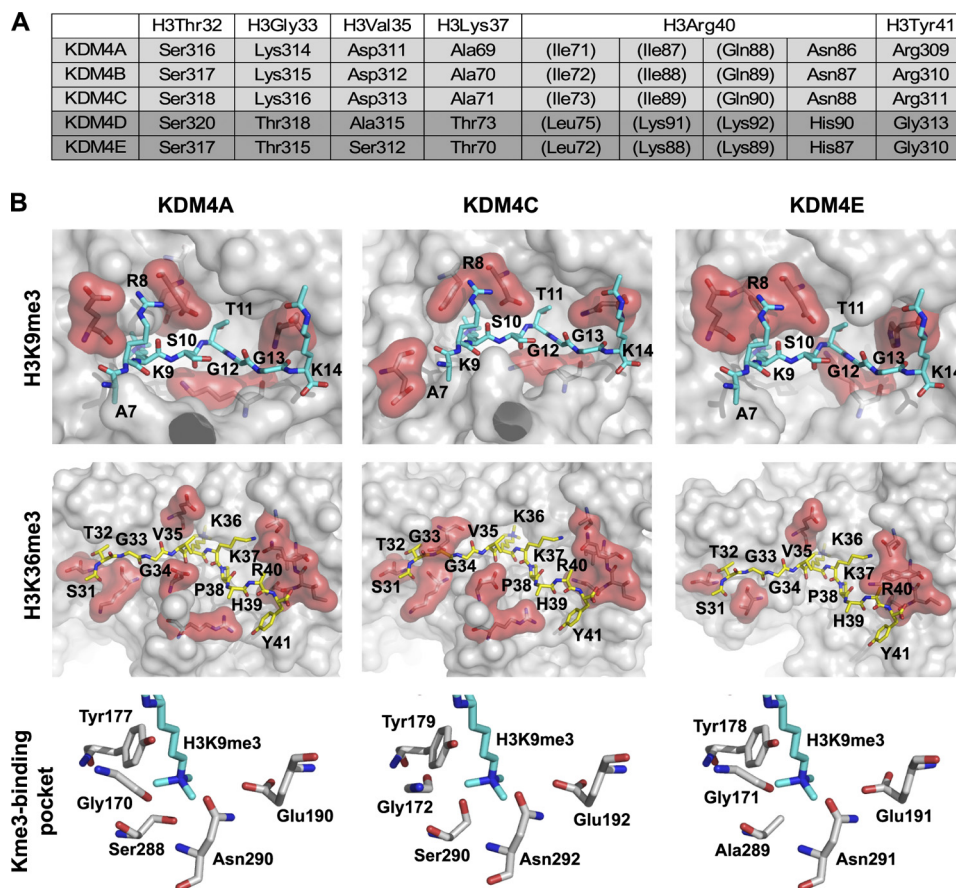 A
H3Thr32 H3Gly33 H3Val35 H3Lys37 H3Arg40 H3Tyr41
KDM4A Ser316 Lys314 Asp311 Ala69 (Ile71) (Ile87) (Gln88) Asn86 Arg309
KDM4B Ser317 Lys315 Asp312 Ala70 (Ile72) (Ile88) (Gln89) Asn87 Arg310
KDM4C Ser318 Lys316 Asp313 Ala71 (Ile73) (Ile89) (Gln90) Asn88 Arg311
KDM4D Ser320 Thr318 Ala315 Thr73 (Leu75) (Lys91) (Lys92) His90 Gly313
KDM4E Ser317 Thr315 Ser312 Thr70 (Leu72) (Lys88) (Lys89) His87 Gly310
B
KDM4A KDM4C KDM4E
H3K9me3
R8 T11 S10 K9 G12 G13 K14 A7
R8 T11 S10 K9 G12 G13 K14 A7
R8 T11 S10 K9 G12 G13 K14 A7
HK36me3
T32 G33 V35 K36 G34 K37 S31 P38 R40 H39 Y41
T32 G33 V35 K36 G34 K37 S31 P38 R40 H39 Y41
T32 G33 V35 K36 G34 K37 S31 P38 R40 H39 Y41
Kme3-binding
pocket
Tyr177 H3K9me3 Gly170 Glu190 Ser288 Asn290
Tyr179 H3K9me3 Gly172 Glu192 Ser290 Asn292
Tyr178 H3K9me3 Gly171 Glu191 Ala289 Asn291